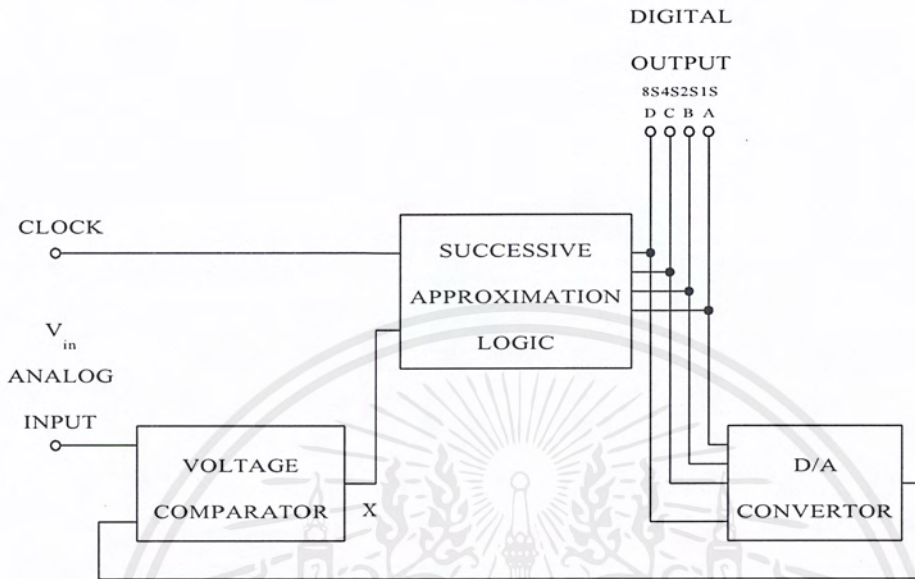 DIGITAL
OUTPUT
8S4S2S1S
D C B A
CLOCK
SUCCESSIVE
APPROXIMATION
LOGIC
V in
ANALOG
INPUT
VOLTAGE
COMPARATOR
X
D/A
CONVERTOR